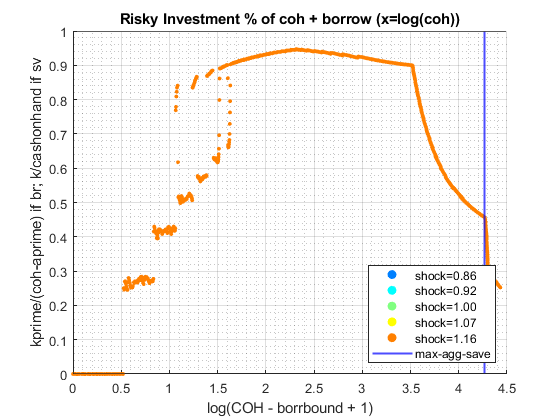 Risky Investment % of coh + borrow (x=log(coh))
kprime/(coh-aprime) if br; k/cashonhand if sv
1
0.9
0.8
0.7
0.6
0.5
0.4
0.3
0.2
0.1
0
shock=0.86
shock=0.92
shock=1.00
shock=1.07
shock=1.16
max-agg-save
0
0.5
1
1.5
2
2.5
3
3.5
4
4.5
log(COH - borrbound + 1)